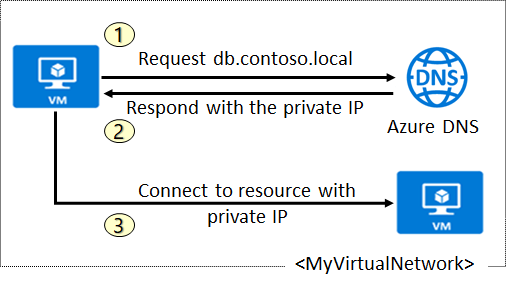 1
Request db.contoso.local
DNS
VM
Respond with the private IP
2
Azure DNS
Connect to resource with
private IP
3
VM
<MyVirtualNetwork>